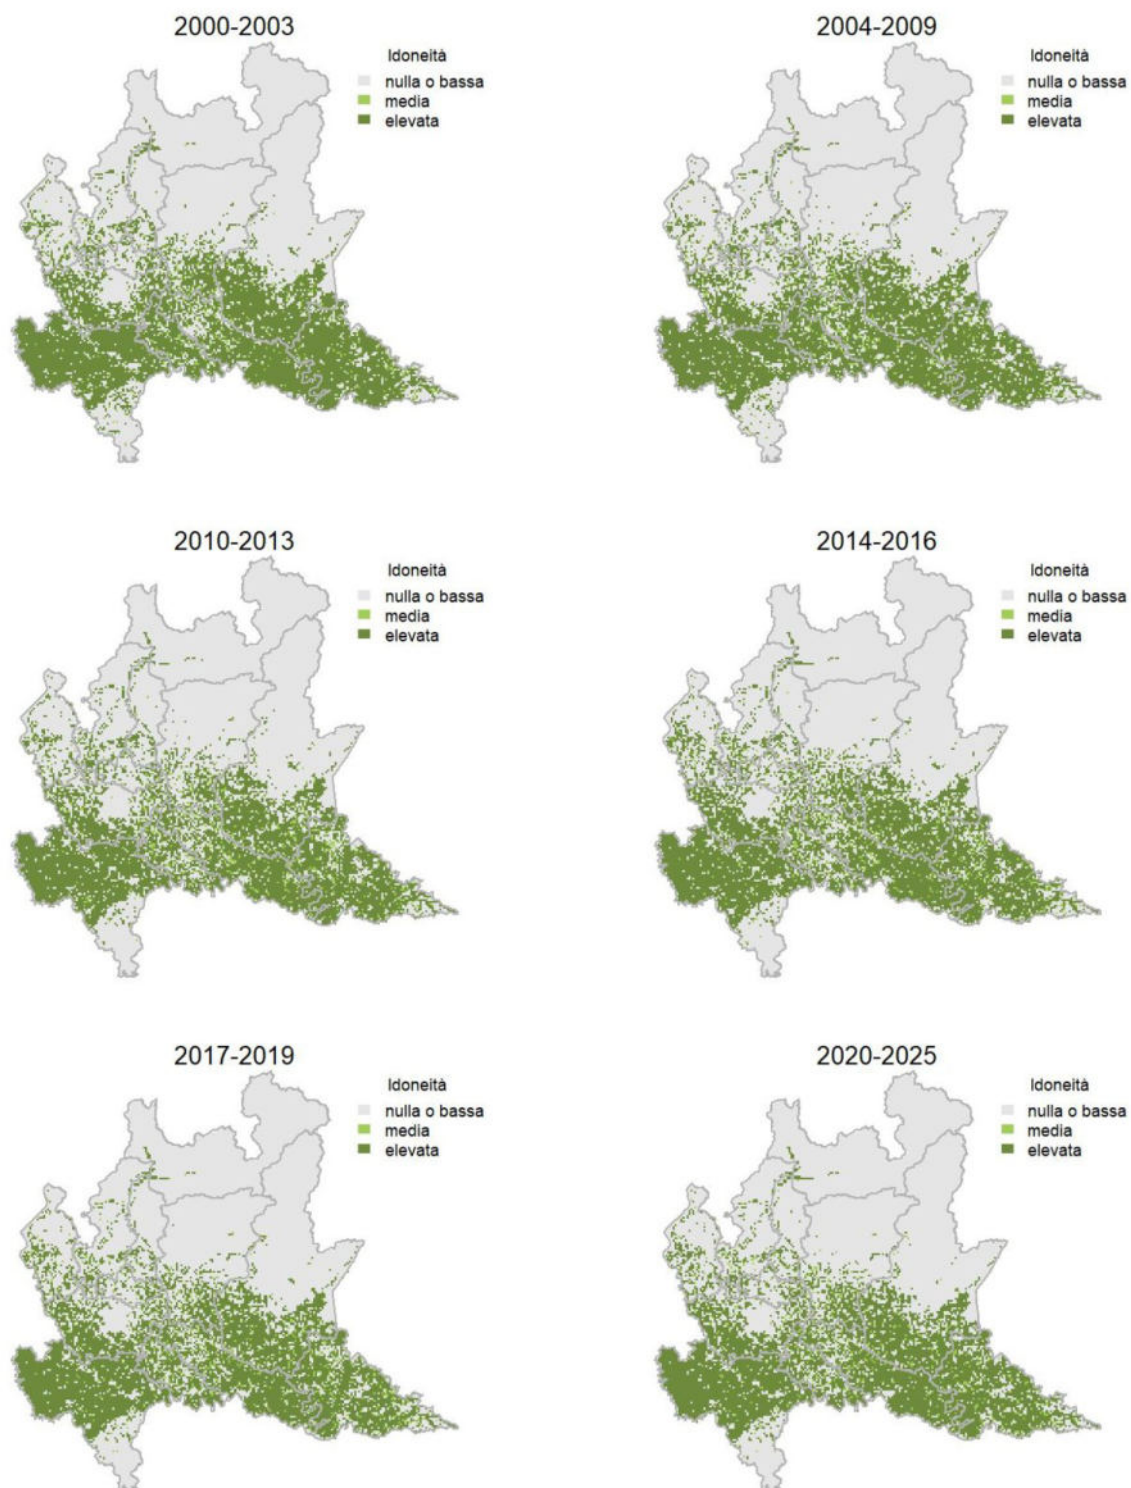 2000-2003
Idoneità
nulla o bassa
media
elevata
2004-2009
Idoneità
nulla o bassa
media
elevata
2010-2013
Idoneità
nulla o bassa
media
elevata
2014-2016
Idoneità
nulla o bassa
media
elevata
2017-2019
Idoneità
nulla o bassa
media
elevata
2020-2025
Idoneità
nulla o bassa
media
elevata